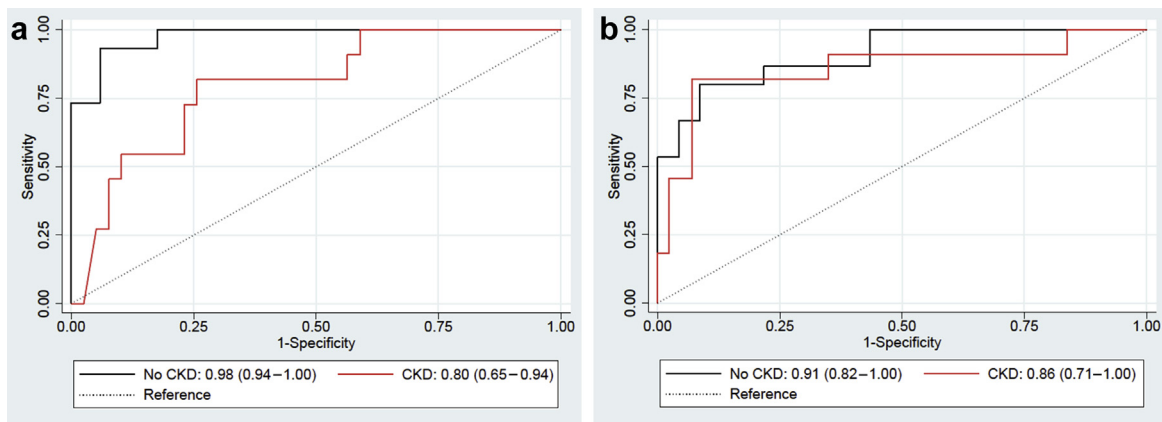 a
1.00
0.75
0.50
0.25
0.00
Sensitivity
0.00 0.25 0.50 0.75 1.00
1-Specificity
No CKD: 0.98 (0.94−1.00) CKD: 0.80 (0.65−0.94)
Reference
b
1.00
0.75
0.50
0.25
0.00
Sensitivity
0.00 0.25 0.50 0.75 1.00
1-Specificity
No CKD: 0.91 (0.82−1.00) CKD: 0.86 (0.71−1.00)
Reference